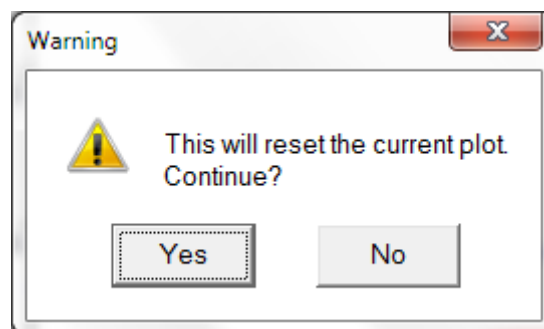 Warning
This will reset the current plot.
Continue?
Yes
No